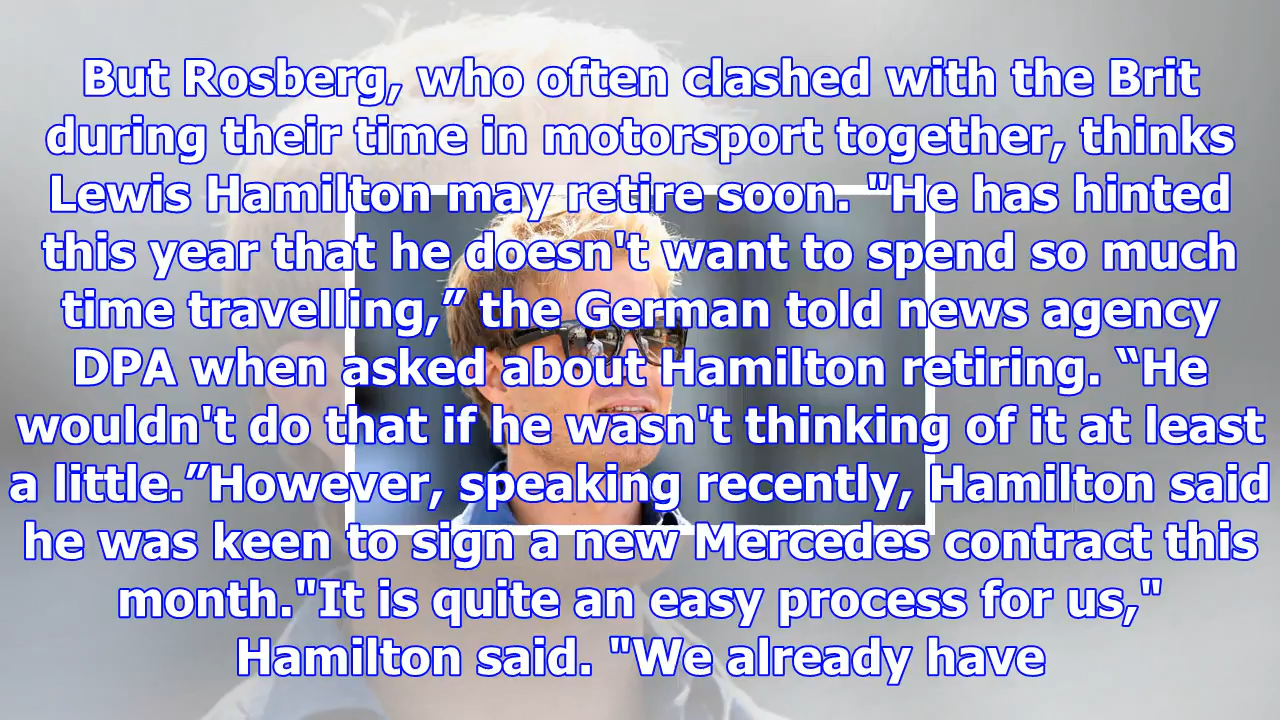 But Rosberg, who often clashed with the Brit
during their time in motorsport together, thinks
Lewis Hamilton may retire soon. "He has hinted
this year that he doesn't want to spend so much
time travelling,” the German told news agency
DPA when asked about Hamilton retiring. “He
wouldn't do that if he wasn't thinking of it at least
a little.”However, speaking recently, Hamilton said
he was keen to sign a new Mercedes contract this
month."It is quite an easy process for us,"
Hamilton said. "We already have